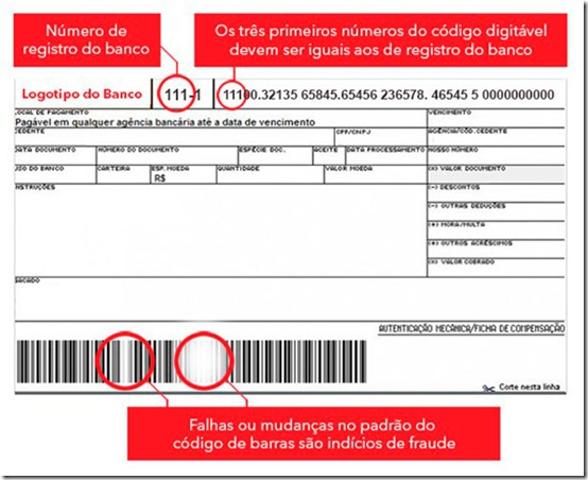 Número de
registro do banco
Os três primeiros números do código digitável
devem ser iguais aos de registro do banco
Logotipo do Banco
111-1
11100.32135 65845.65456 236578. 46545 5 0000000000
LOCAL DE PAGAMENTO
VENCIMENTO
Pagável em qualquer agência bancária até a data de vencimento
CEDENTE
CPF/CNPJ
AGÊNCIA/CÓD. CEDENTE
DATA DOCUMENTO
NÚMERO DO DOCUMENTO
ESPÉCIE DOC.
ACEITE
DATA PROCESSAMENTO
NOSSO NÚMERO
USO DO BANCO
CARTEIRA
ESP. MOEDA
QUANTIDADE
VALOR MOEDA
(X) VALOR DOCUMENTO
R$
INSTRUÇÕES
(-) DESCONTOS
(-) OUTRAS DEDUÇÕES
(+) MORA/MULTA
(+) OUTROS ACRÉSCIMOS
(X) VALOR COBRADO
SACADO
AUTENTICAÇÃO MECÂNICA/FICHA DE COMPENSAÇÃO
Corte nesta linha
Falhas ou mudanças no padrão do
código de barras são indícios de fraude